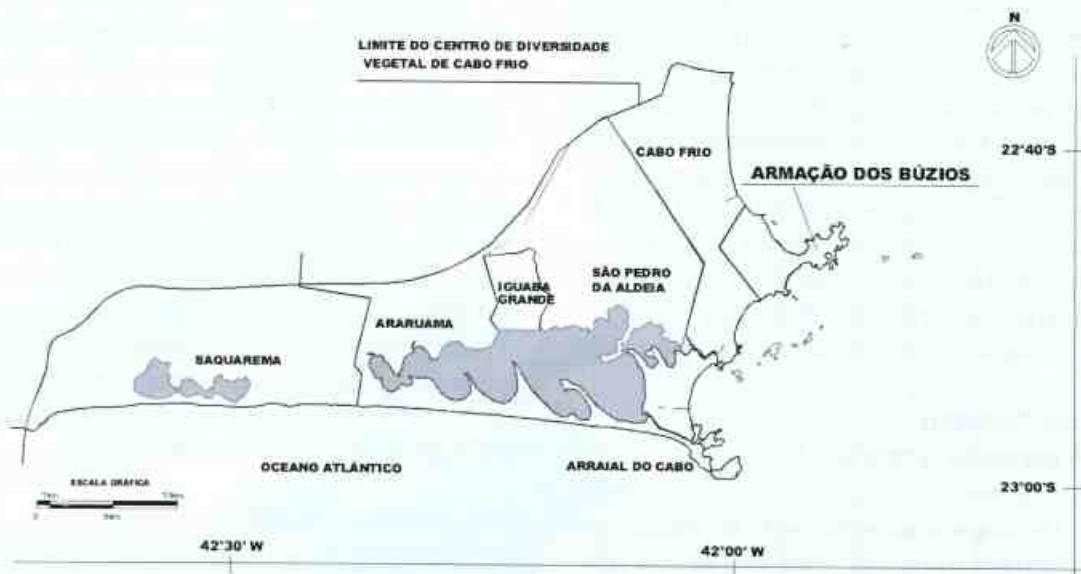 N
LIMITE DO CENTRO DE DIVERSIDADE
VEGETAL DE CABO FRIO
CABO FRIO
22°40'S
ARMAÇÃO DOS BÚZIOS
SÃO PEDRO
DA ALDEIA
IGUABA
GRANDE
ARARUAMA
SAQUAREMA
OCEANO ATLÂNTICO
ARRAIAL DO CABO
ESCALA GRÁFICA
0
23°00'S
42°30' W
42°00' W